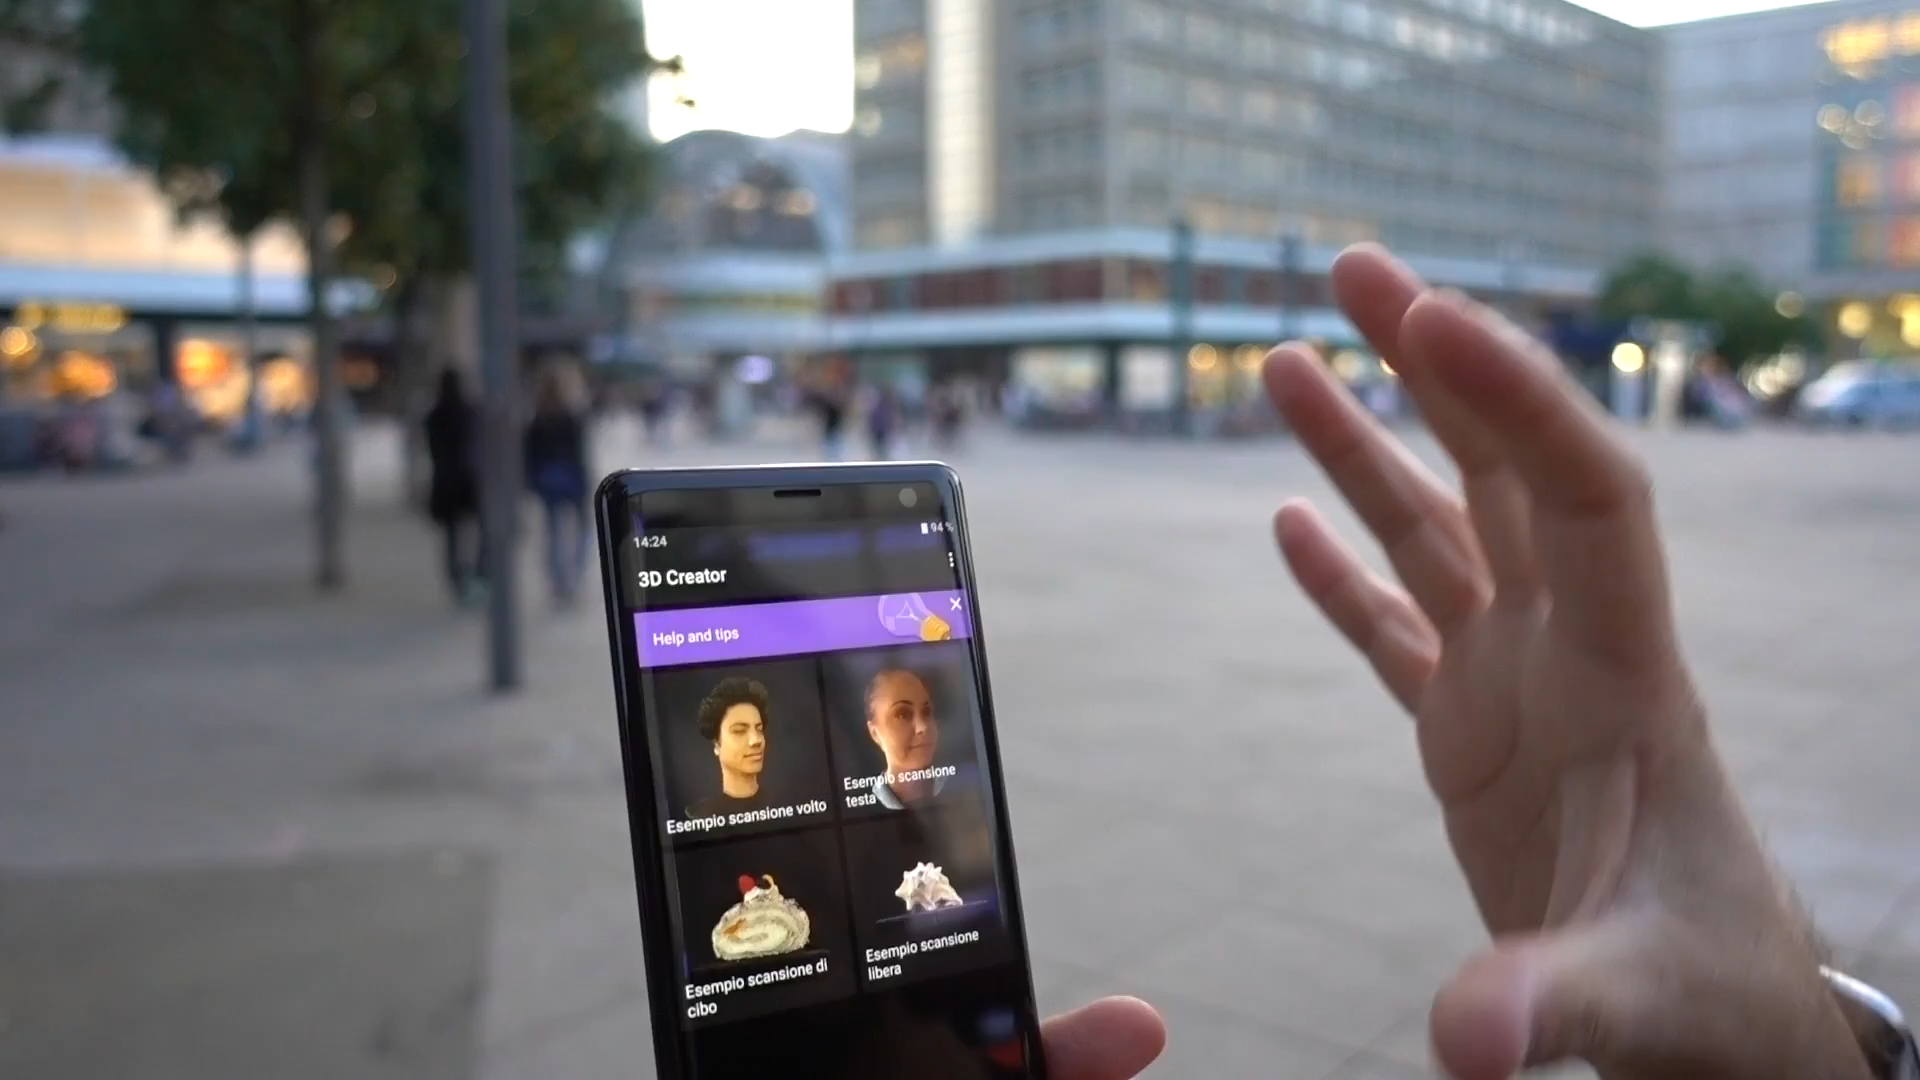 14:24
94 %
3D Creator
Help and tips
Esempio scansione volto
Esempio scansione
testa
Esempio scansione di
cibo
Esempio scansione
libera